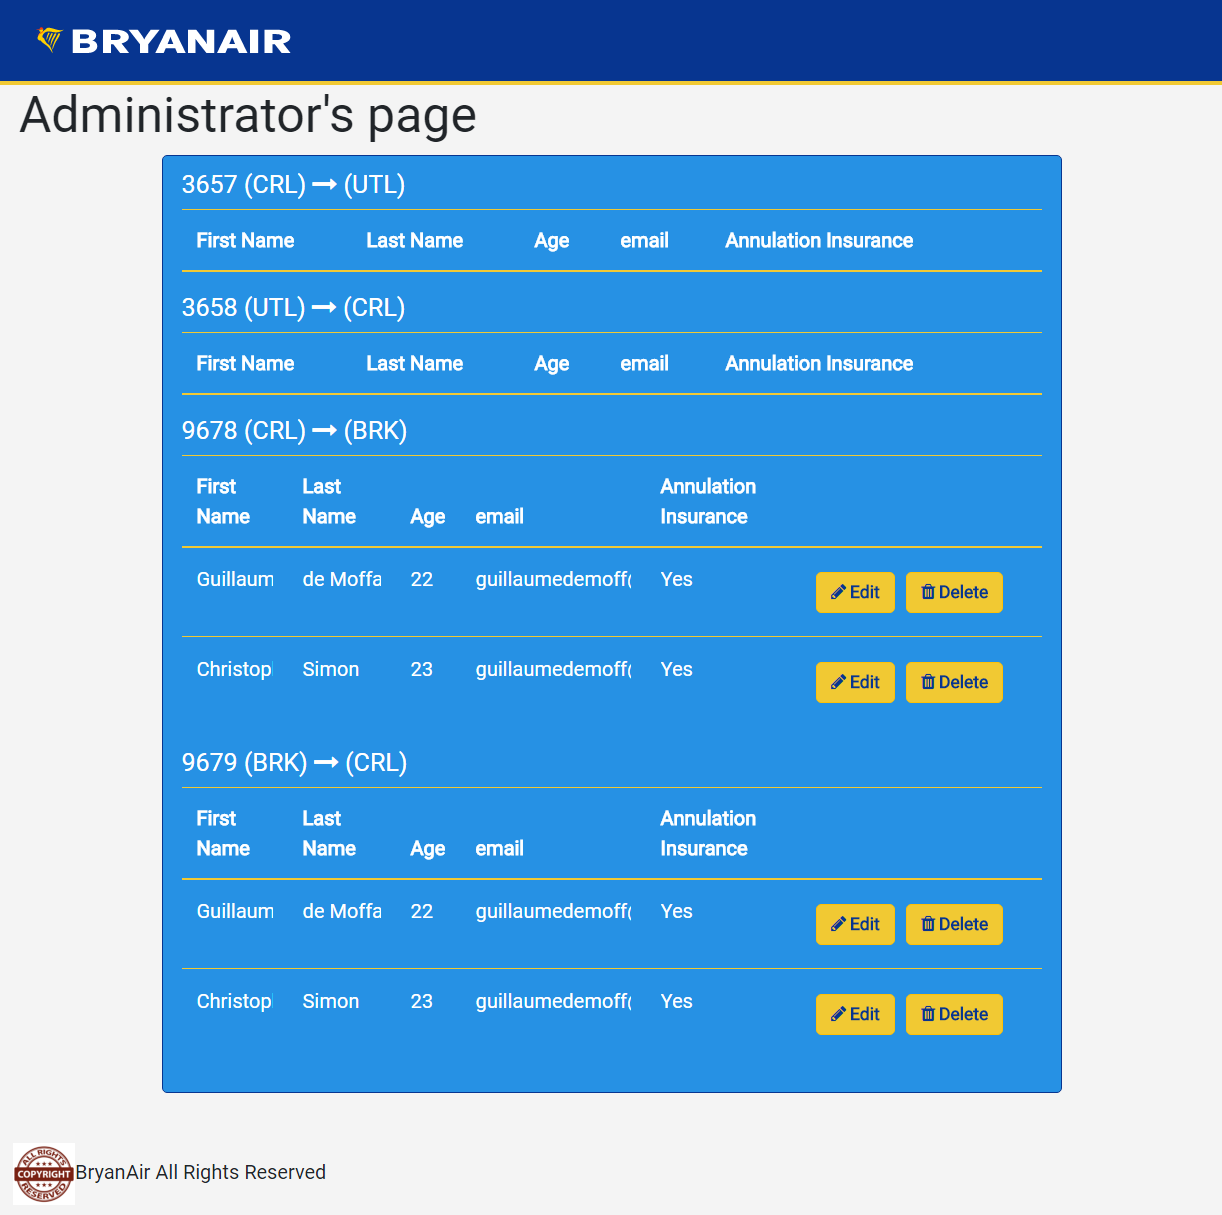 BRYANAIR
Administrator's page
3657 (CRL) → (UTL)
First Name Last Name Age email Annulation Insurance
3658 (UTL) → (CRL)
First Name Last Name Age email Annulation Insurance
9678 (CRL) → (BRK)
First Name Last Name Age email Annulation Insurance
Guillaum de Moffa 22 guillaumedemoff( Yes Edit Delete
Christop Simon 23 guillaumedemoff( Yes Edit Delete
9679 (BRK) → (CRL)
First Name Last Name Age email Annulation Insurance
Guillaum de Moffa 22 guillaumedemoff( Yes Edit Delete
Christop Simon 23 guillaumedemoff( Yes Edit Delete
ALL RIGHTS
COPYRIGHT
RESERVED
BryanAir All Rights Reserved